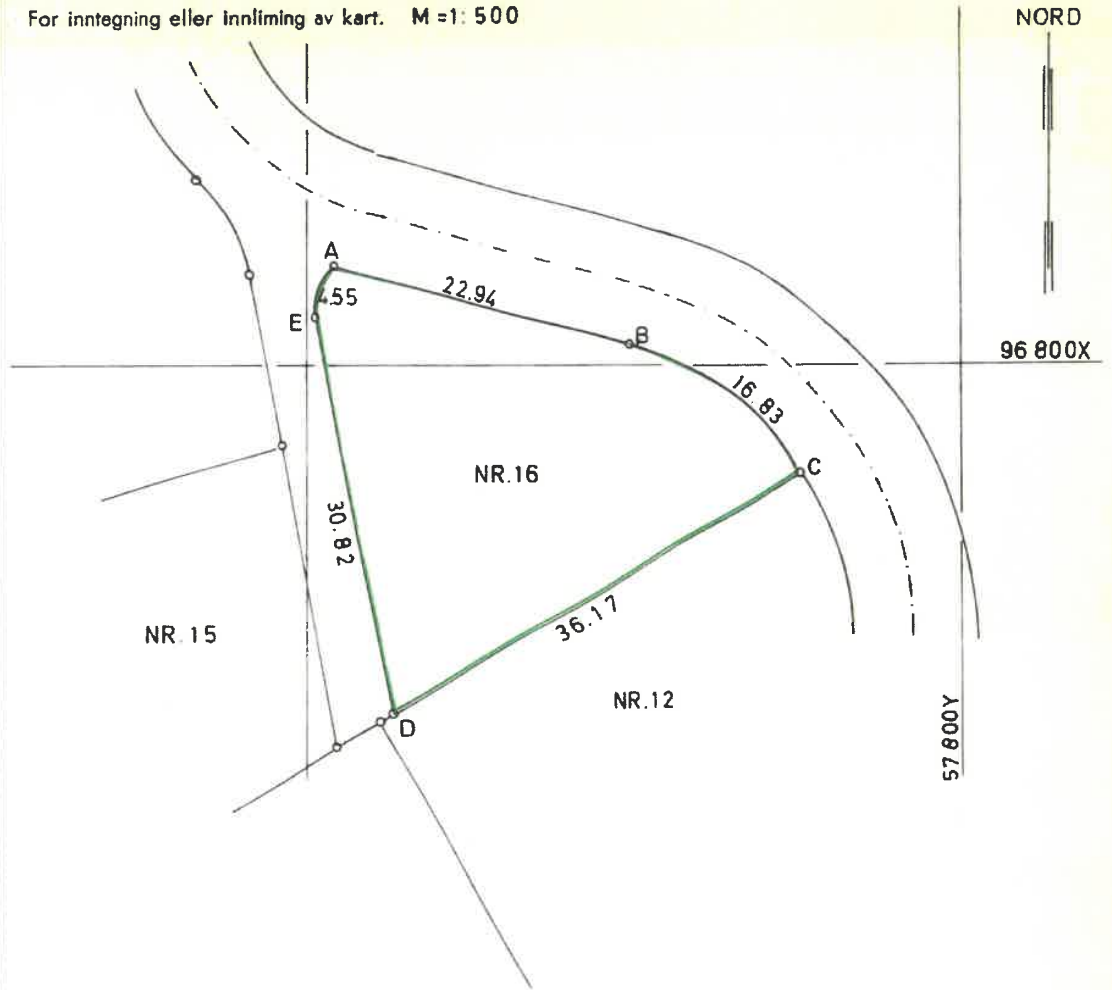 For inntegning eller innliming av kart. M = 1: 500
NORD
A
4.55
22.94
E
B
96 800X
16.83
C
NR.16
30.82
36.17
NR.15
NR.12
D
57 800Y